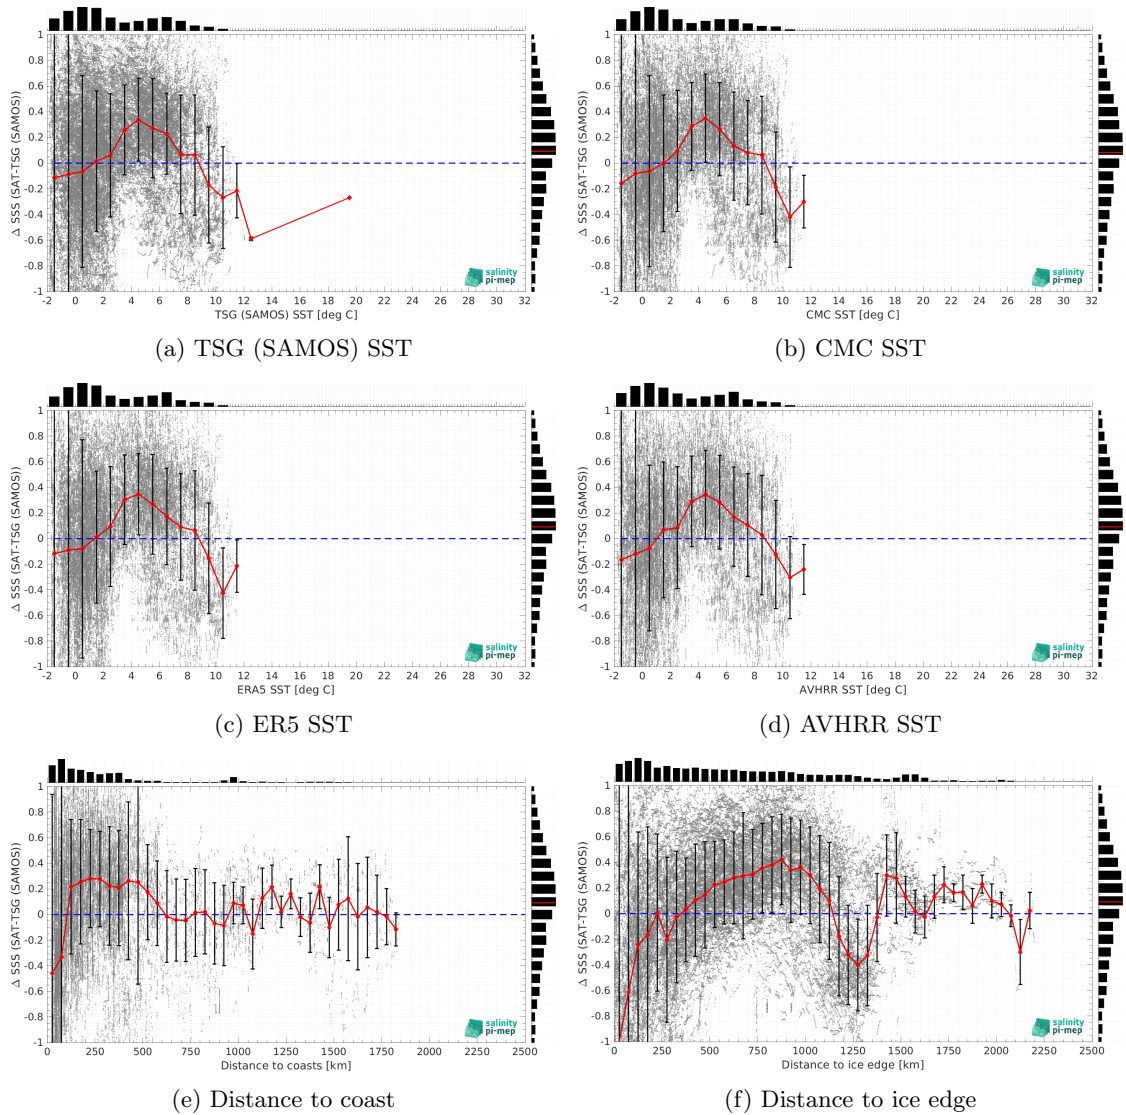 1
0.8
0.6
0.4
0.2
0
-0.2
-0.4
-0.6
-0.8
-1
Δ SSS (SAT-TSG (SAMOS))
-2 0 2 4 6 8 10 12 14 16 18 20 22 24 26 28 30 32
TSG (SAMOS) SST [deg C]
salinity
pi-mep
(a) TSG (SAMOS) SST
1
0.8
0.6
0.4
0.2
0
-0.2
-0.4
-0.6
-0.8
-1
Δ SSS (SAT-TSG (SAMOS))
-2 0 2 4 6 8 10 12 14 16 18 20 22 24 26 28 30 32
CMC SST [deg C]
salinity
pi-mep
(b) CMC SST
1
0.8
0.6
0.4
0.2
0
-0.2
-0.4
-0.6
-0.8
-1
Δ SSS (SAT-TSG (SAMOS))
-2 0 2 4 6 8 10 12 14 16 18 20 22 24 26 28 30 32
ERA5 SST [deg C]
salinity
pi-mep
(c) ER5 SST
1
0.8
0.6
0.4
0.2
0
-0.2
-0.4
-0.6
-0.8
-1
Δ SSS (SAT-TSG (SAMOS))
-2 0 2 4 6 8 10 12 14 16 18 20 22 24 26 28 30 32
AVHRR SST [deg C]
salinity
pi-mep
(d) AVHRR SST
1
0.8
0.6
0.4
0.2
0
-0.2
-0.4
-0.6
-0.8
-1
Δ SSS (SAT-TSG (SAMOS))
0 250 500 750 1000 1250 1500 1750 2000 2250 2500
Distance to coasts [km]
salinity
pi-mep
(e) Distance to coast
1
0.8
0.6
0.4
0.2
0
-0.2
-0.4
-0.6
-0.8
-1
Δ SSS (SAT-TSG (SAMOS))
0 250 500 750 1000 1250 1500 1750 2000 2250 2500
Distance to ice edge [km]
salinity
pi-mep
(f) Distance to ice edge